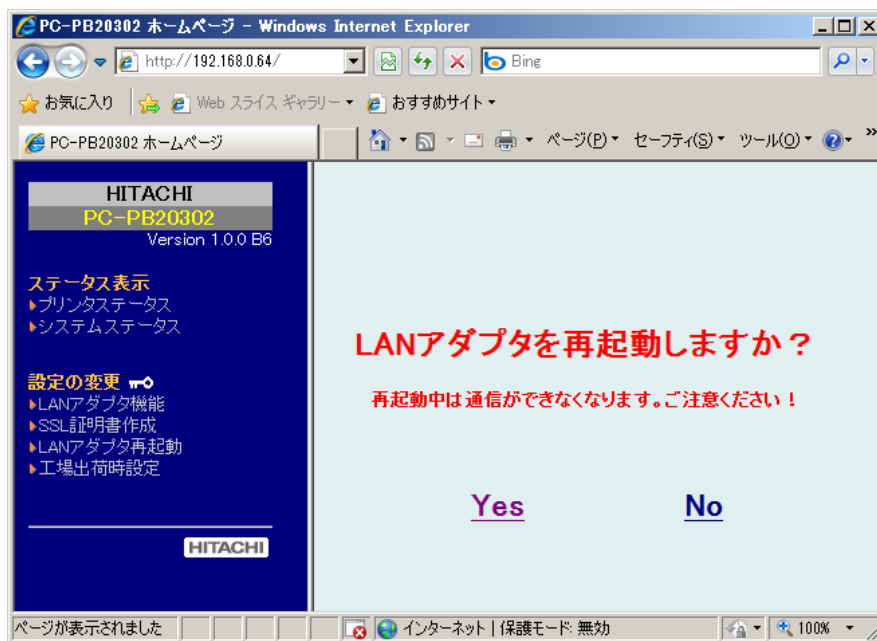 PC-PB20302 ホームページ - Windows Internet Explorer
http://192.168.0.64/
Bing
お気に入り
Web スライス ギャラリー
おすすめサイト
PC-PB20302 ホームページ
ページ(P)
セーフティ(S)
ツール(O)
HITACHI
PC-PB20302
Version 1.0.0 B6
ステータス表示
プリンタステータス
システムステータス
設定の変更
LANアダプタ機能
SSL証明書作成
LANアダプタ再起動
工場出荷時設定
HITACHI
LANアダプタを再起動しますか？
再起動中は通信ができなくなります。ご注意ください！
Yes
No
ページが表示されました
インターネット | 保護モード: 無効
100%